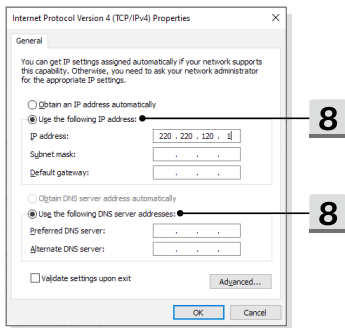 Internet Protocol Version 4 (TCP/IPv4) Properties
General
You can get IP settings assigned automatically if your network supports
this capability. Otherwise, you need to ask your network administrator
for the appropriate IP settings.
Obtain an IP address automatically
Use the following IP address:
8
IP address:
220 . 220 . 120 . 1
Subnet mask:
. . .
Default gateway:
. . .
Obtain DNS server address automatically
Use the following DNS server addresses:
8
Preferred DNS server:
. . .
Alternate DNS server:
. . .
Validate settings upon exit
Advanced...
OK
Cancel